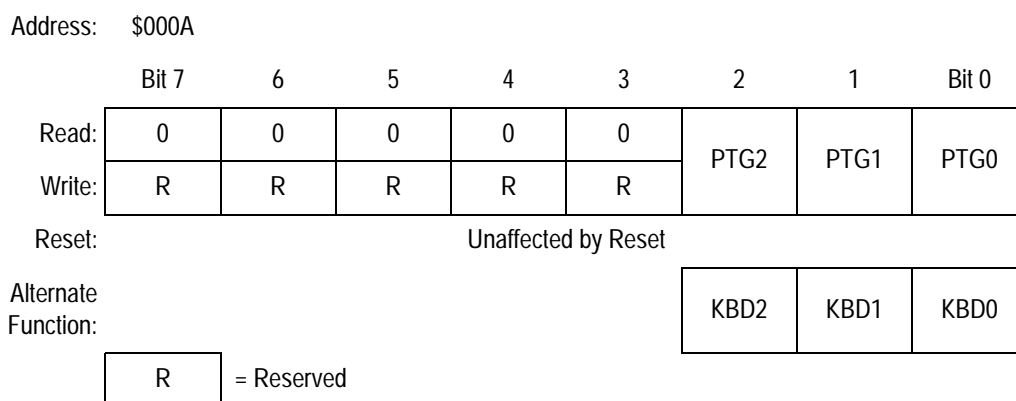 Address: $000A
Bit 7 6 5 4 3 2 1 Bit 0
Read: 0 0 0 0 0 PTG2 PTG1 PTG0
Write: R R R R R
Reset: Unaffected by Reset
Alternate Function: KBD2 KBD1 KBD0
R = Reserved